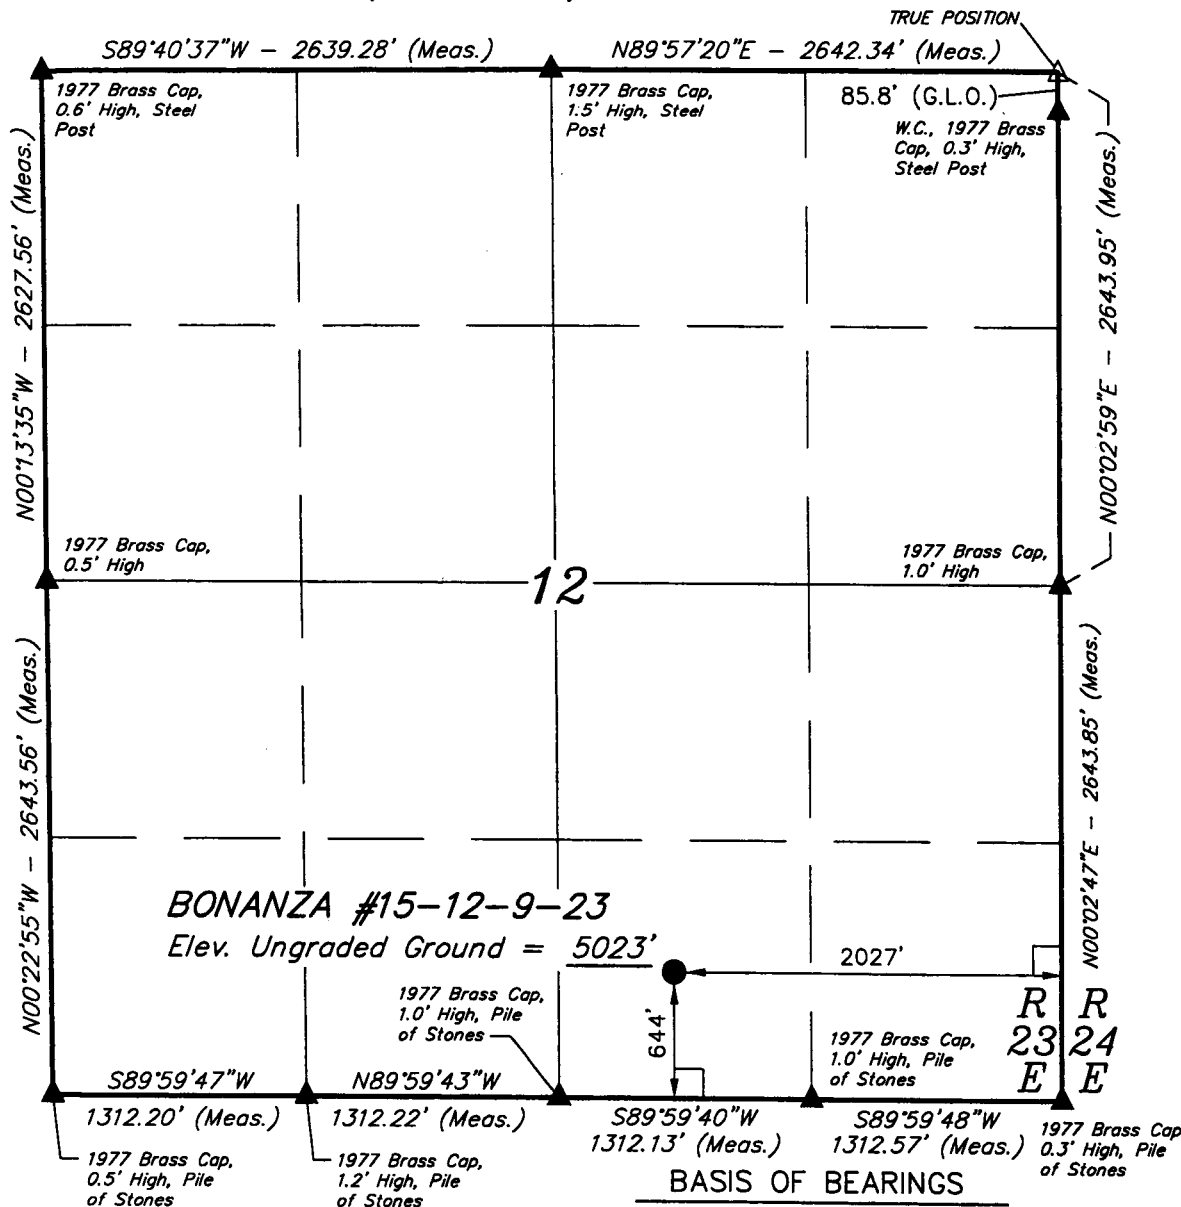 TRUE POSITION
S89°40'37"W - 2639.28' (Meas.)
N89°57'20"E - 2642.34' (Meas.)
1977 Brass Cap,
0.6' High, Steel
Post
1977 Brass Cap,
1.5' High, Steel
Post
85.8' (G.L.O.)
W.C., 1977 Brass
Cap, 0.3' High,
Steel Post
N00°13'35"W - 2627.56' (Meas.)
N00°02'59"E - 2643.95' (Meas.)
1977 Brass Cap,
0.5' High
1977 Brass Cap,
1.0' High
12
N00°22'55"W - 2643.56' (Meas.)
N00°02'47"E - 2643.85' (Meas.)
BONANZA #15-12-9-23
Elev. Ungraded Ground = 5023'
2027'
644'
1977 Brass Cap,
1.0' High, Pile
of Stones
1977 Brass Cap,
1.0' High, Pile
of Stones
R R
23 24
E E
S89°59'47"W
1312.20' (Meas.)
N89°59'43"W
1312.22' (Meas.)
S89°59'40"W
1312.13' (Meas.)
S89°59'48"W
1312.57' (Meas.)
1977 Brass Cap
0.3' High, Pile
of Stones
1977 Brass Cap,
0.5' High, Pile
of Stones
1977 Brass Cap,
1.2' High, Pile
of Stones
BASIS OF BEARINGS